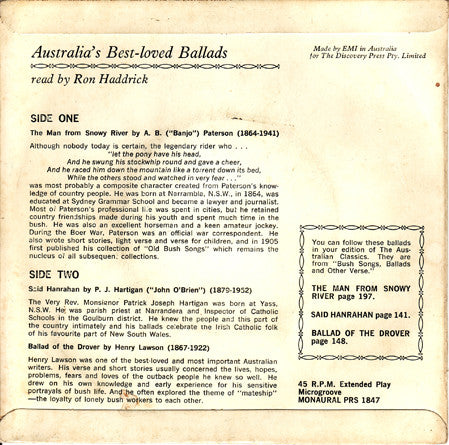 Australia's Best-loved Ballads
read by Ron Haddrick
Made by EMI in Australia
for The Discovery Press Pty. Limited
SIDE ONE
The Man from Snowy River by A. B. ("Banjo") Paterson (1864-1941)
Although nobody today is certain, the legendary rider who . . .
"let the pony have his head,
And he swung his stockwhip round and gave a cheer,
And he raced him down the mountain like a torrent down its bed,
While the others stood and watched in very fear . . ."
was most probably a composite character created from Paterson's know-
ledge of country people. He was born at Narrambla, N.S.W., in 1864, was
educated at Sydney Grammar School and became a lawyer and journalist.
Most of Paterson's professional life was spent in cities, but he retained
country friendships made during his youth and spent much time in the
bush. He was also an excellent horseman and a keen amateur jockey.
During the Boer War, Paterson was an official war correspondent. He
also wrote short stories, light verse and verse for children, and in 1905
first published his collection of "Old Bush Songs" which remains the
nucleus of all subsequent collections.
SIDE TWO
Said Hanrahan by P. J. Hartigan ("John O'Brien") (1879-1952)
The Very Rev. Monsignor Patrick Joseph Hartigan was born at Yass,
N.S.W. He was parish priest at Narrandera and Inspector of Catholic
Schools in the Goulburn district. He knew the people and this part of
the country intimately and his ballads celebrate the Irish Catholic folk
of his favourite part of New South Wales.
Ballad of the Drover by Henry Lawson (1867-1922)
Henry Lawson was one of the best-loved and most important Australian
writers. His verse and short stories usually concerned the lives, hopes,
problems, fears and loves of the outback people he knew so well. He
drew on his own knowledge and early experience for his sensitive
portrayals of bush life. And he often explored the theme of "mateship"
—the loyalty of lonely bush workers to each other.
You can follow these ballads
in your edition of The Aus-
tralian Classics. They are
from "Bush Songs, Ballads
and Other Verse."
THE MAN FROM SNOWY
RIVER page 197.
SAID HANRAHAN page 141.
BALLAD OF THE DROVER
page 148.
45 R.P.M. Extended Play
Microgroove
MONAURAL PRS 1847